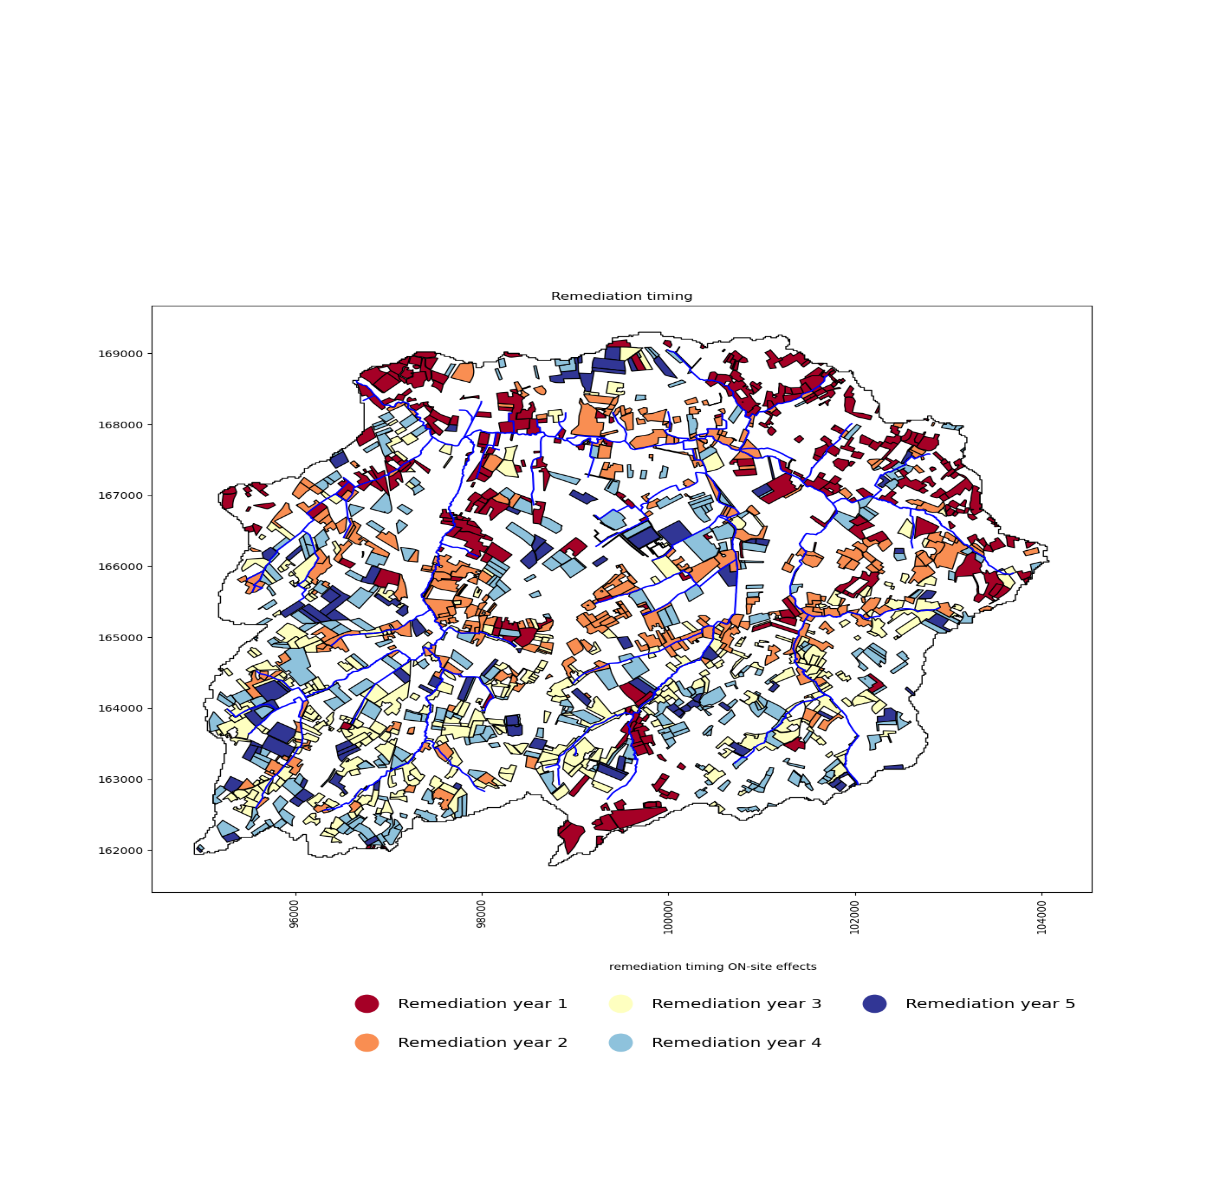 Remediation timing
169000
168000
167000
166000
165000
164000
163000
162000
96000
98000
100000
102000
104000
remediation timing ON-site effects
Remediation year 1
Remediation year 3
Remediation year 5
Remediation year 2
Remediation year 4